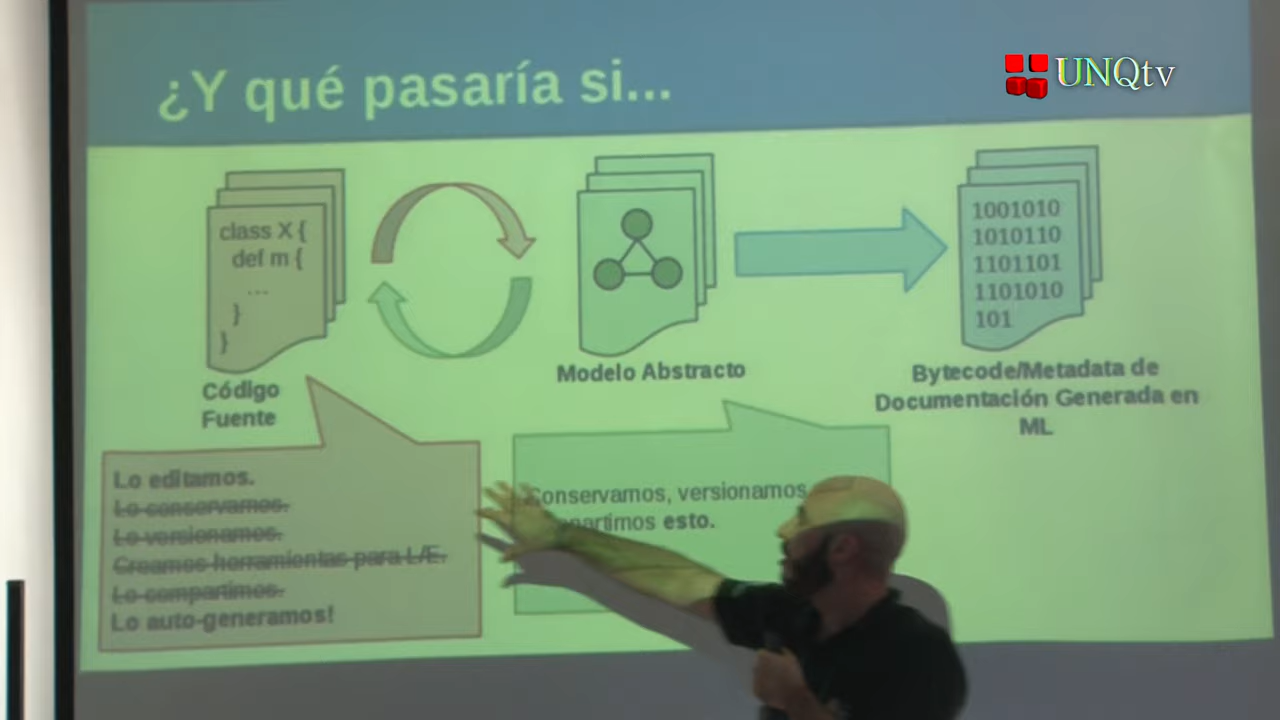 ¿Y qué pasaría si...
UNQtv
class X {
def m {
...
}
}
1001010
1010110
1101101
1101010
101
Código
Fuente
Modelo Abstracto
Bytecode/Metadata de
Documentación Generada en
ML
Lo editamos.
Lo conservamos.
Lo versionamos.
Creamos herramientas para L/E.
Lo compartimos.
Lo auto-generamos!
Conservamos, versionamos
esto.